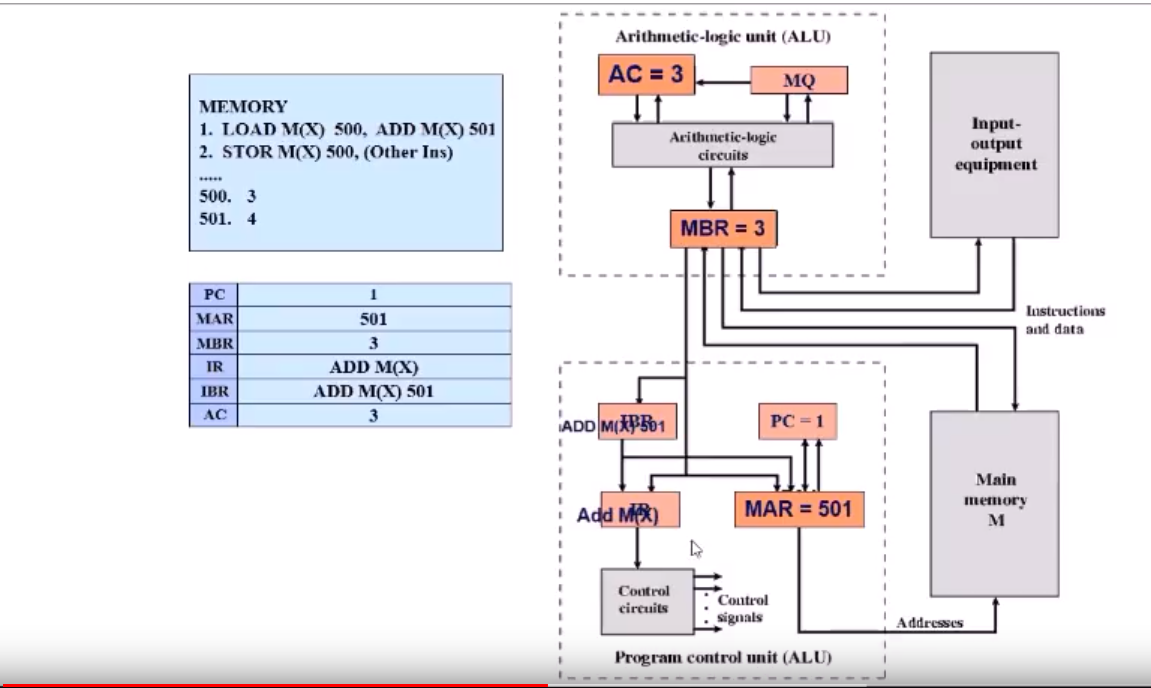 MEMORY
1. LOAD M(X) 500, ADD M(X) 501
2. STOR M(X) 500, (Other Ins)
.....
500. 3
501. 4
PC 1
MAR 501
MBR 3
IR ADD M(X)
IBR ADD M(X) 501
AC 3
Arithmetic-logic unit (ALU)
AC = 3
MQ
Arithmetic-logic
circuits
MBR = 3
Input-
output
equipment
Instructions
and data
IBR
ADD M(X) 501
PC = 1
IR
Add M(X)
MAR = 501
Main
memory
M
Control
circuits
Control
signals
Addresses
Program control unit (ALU)